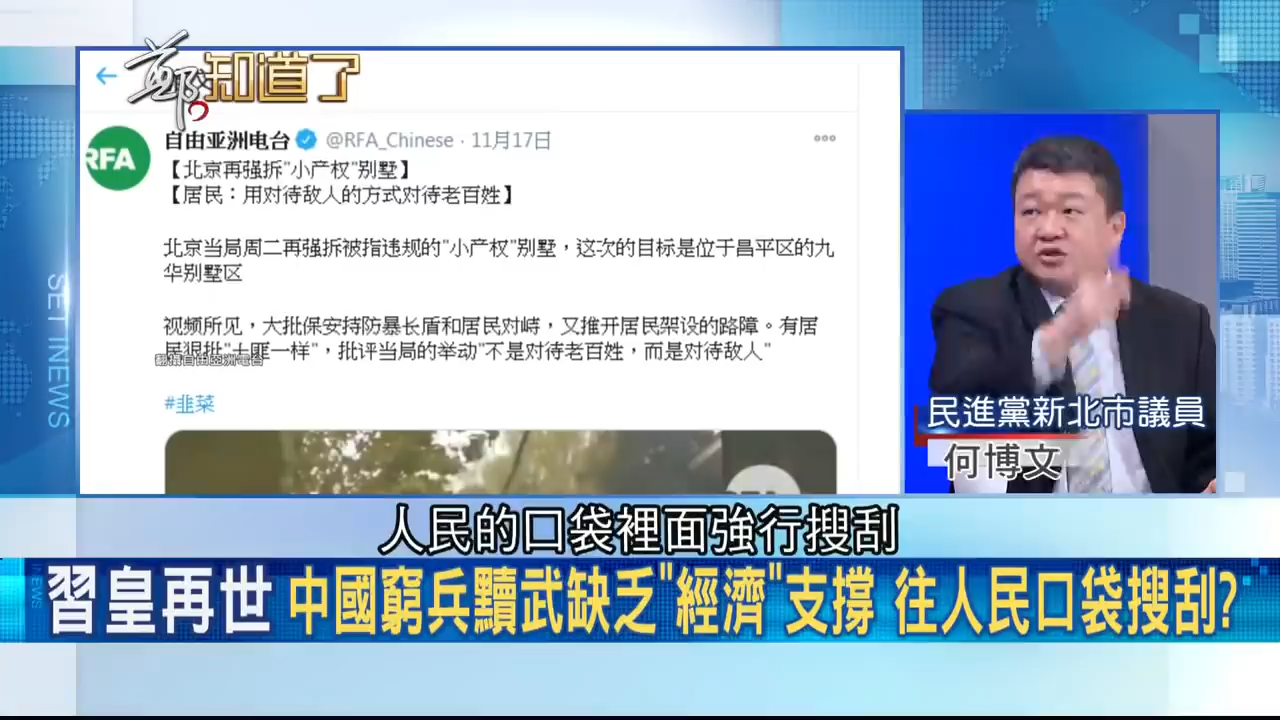 鄭知道了
RFA
自由亚洲电台 @RFA_Chinese · 11月17日
【北京再强拆"小产权"别墅】
【居民：用对待敌人的方式对待老百姓】
北京当局周二再强拆被指违规的"小产权"别墅，这次的目标是位于昌平区的九
华别墅区
视频所见，大批保安持防暴长盾和居民对峙，又推开居民架设的路障。有居
民狠批"土匪一样"，批评当局的举动"不是对待老百姓，而是对待敌人"
翻攝自由亞洲電台
#韭菜
SET NEWS
民進黨新北市議員
何博文
人民的口袋裡面強行搜刮
習皇再世 中國窮兵黷武缺乏"經濟"支撐 往人民口袋搜刮?